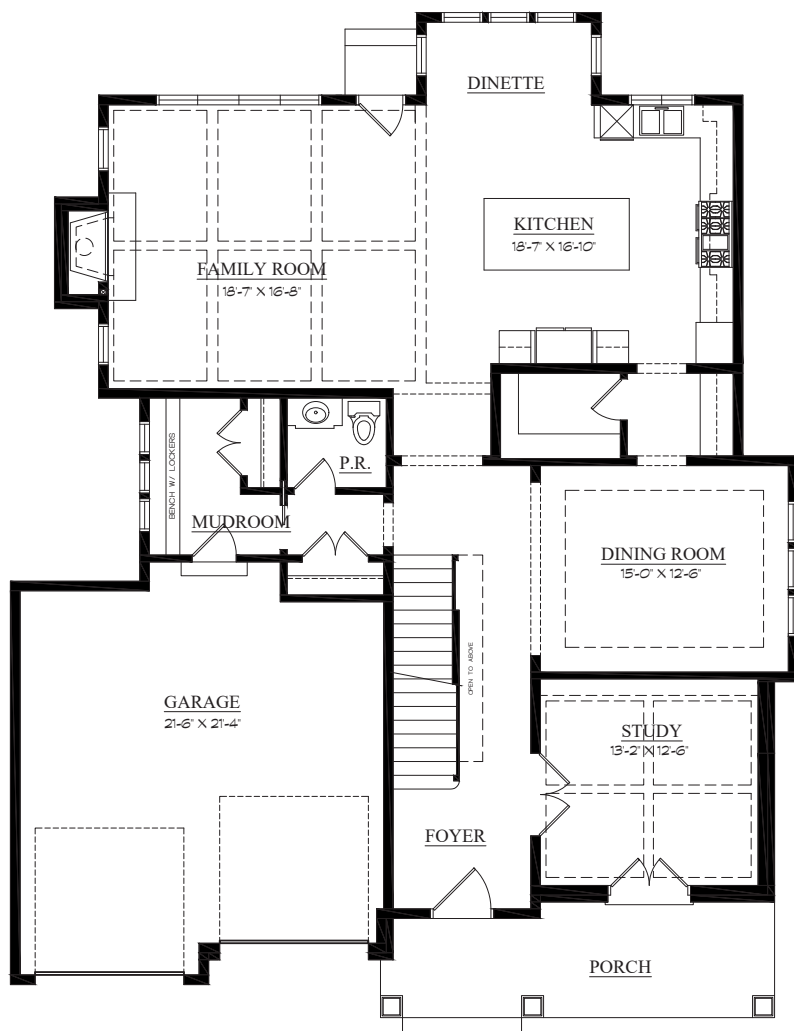 DINETTE
KITCHEN
18'-7" X 16'-10"
FAMILY ROOM
18'-7" X 16'-8"
BENCH W/ LOCKERS
P.R.
MUDROOM
DINING ROOM
15'-0" X 12'-6"
OPEN TO ABOVE
GARAGE
21'-6" X 21'-4"
STUDY
13'-2" X 12'-6"
FOYER
PORCH